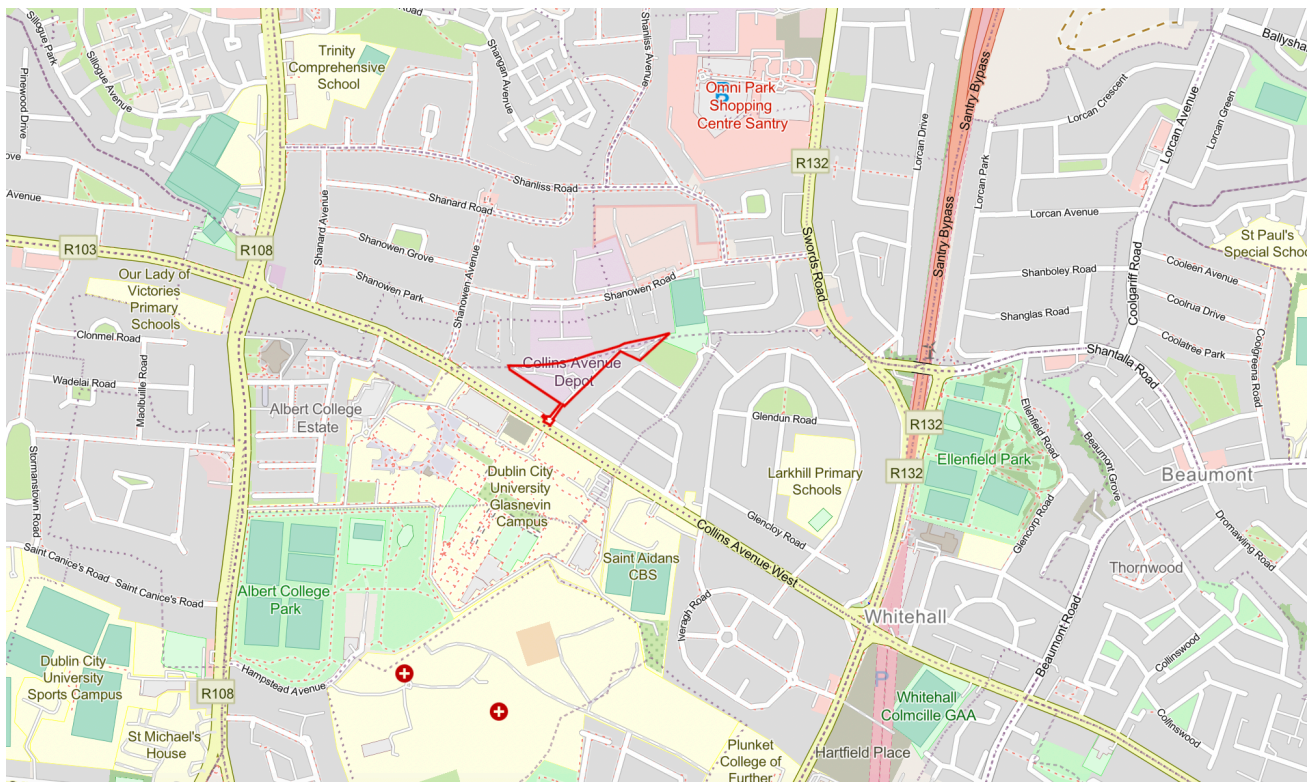 Road
Sillogue Park
Sillogue Avenue
Pinewood Drive
Trinity
Comprehensive
School
Shangan Avenue
Shanliss Avenue
Omni Park
Shopping
Centre Santry
R132
Lorcan Drive
Santry Bypass
Lorcan Crescent
Lorcan Avenue
Lorcan Green
Lorcan Park
Lorcan Avenue
Avenue
Shanard Avenue
Shanliss Road
Shanard Road
R103
R108
Shanowen Grove
Shanowen Avenue
Shanowen Park
Shanowen Road
Swords Road
Santry Bypass
Shanboley Road
Shanglas Road
Coolgariff Road
St Paul's
Cooleen Avenue
Coolrua Drive
Coolatree Park
Coolgreena Road
Shantalla Road
Our Lady of
Victories
Primary
Schools
Clonmel Road
Wadelai Road
Maolbuille Road
Albert College
Estate
Collins Avenue
Depot
Glendun Road
R132
R132
Larkhill Primary
Schools
Ellenfield Road
Ellenfield Park
Beaumont Grove
Beaumont
Stormanstown Road
Dublin City
University
Glasnevin
Campus
Collins Avenue West
Glencloy Road
Glencorp Road
Dromawling Road
Saint Canice's Road
Saint Canice's Road
Saint Aidans
CBS
Thornwood
Albert College
Park
Iveragh Road
Whitehall
Beaumont Road
Collinswood
Collinswood
Dublin City
University
Sports Campus
Hampstead Avenue
R108
St Michael's
House
Whitehall
Colmcille GAA
Hartfield Place
Plunket
College of
Further